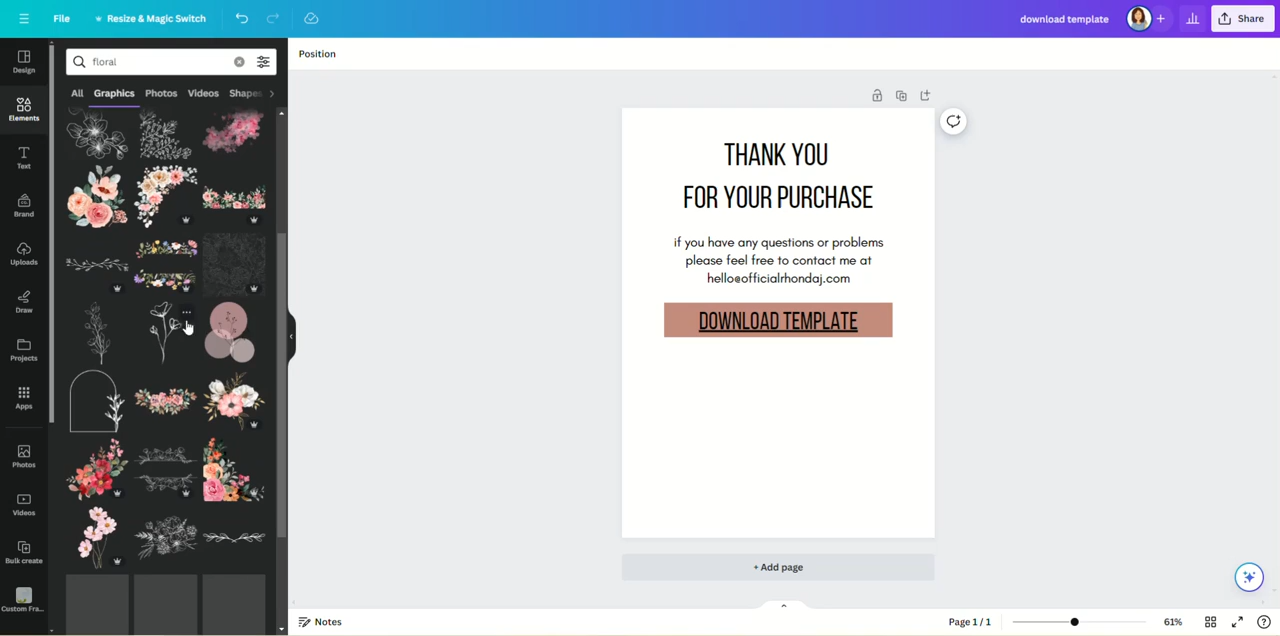 File
Resize & Magic Switch
download template
Share
Design
Elements
Text
Brand
Uploads
Draw
Projects
Apps
Photos
Videos
Bulk create
Custom Fra...
floral
All Graphics Photos Videos Shapes
Position
THANK YOU
FOR YOUR PURCHASE
if you have any questions or problems
please feel free to contact me at
hello@officialrhondaj.com
DOWNLOAD TEMPLATE
+ Add page
Notes
Page 1 / 1
61%